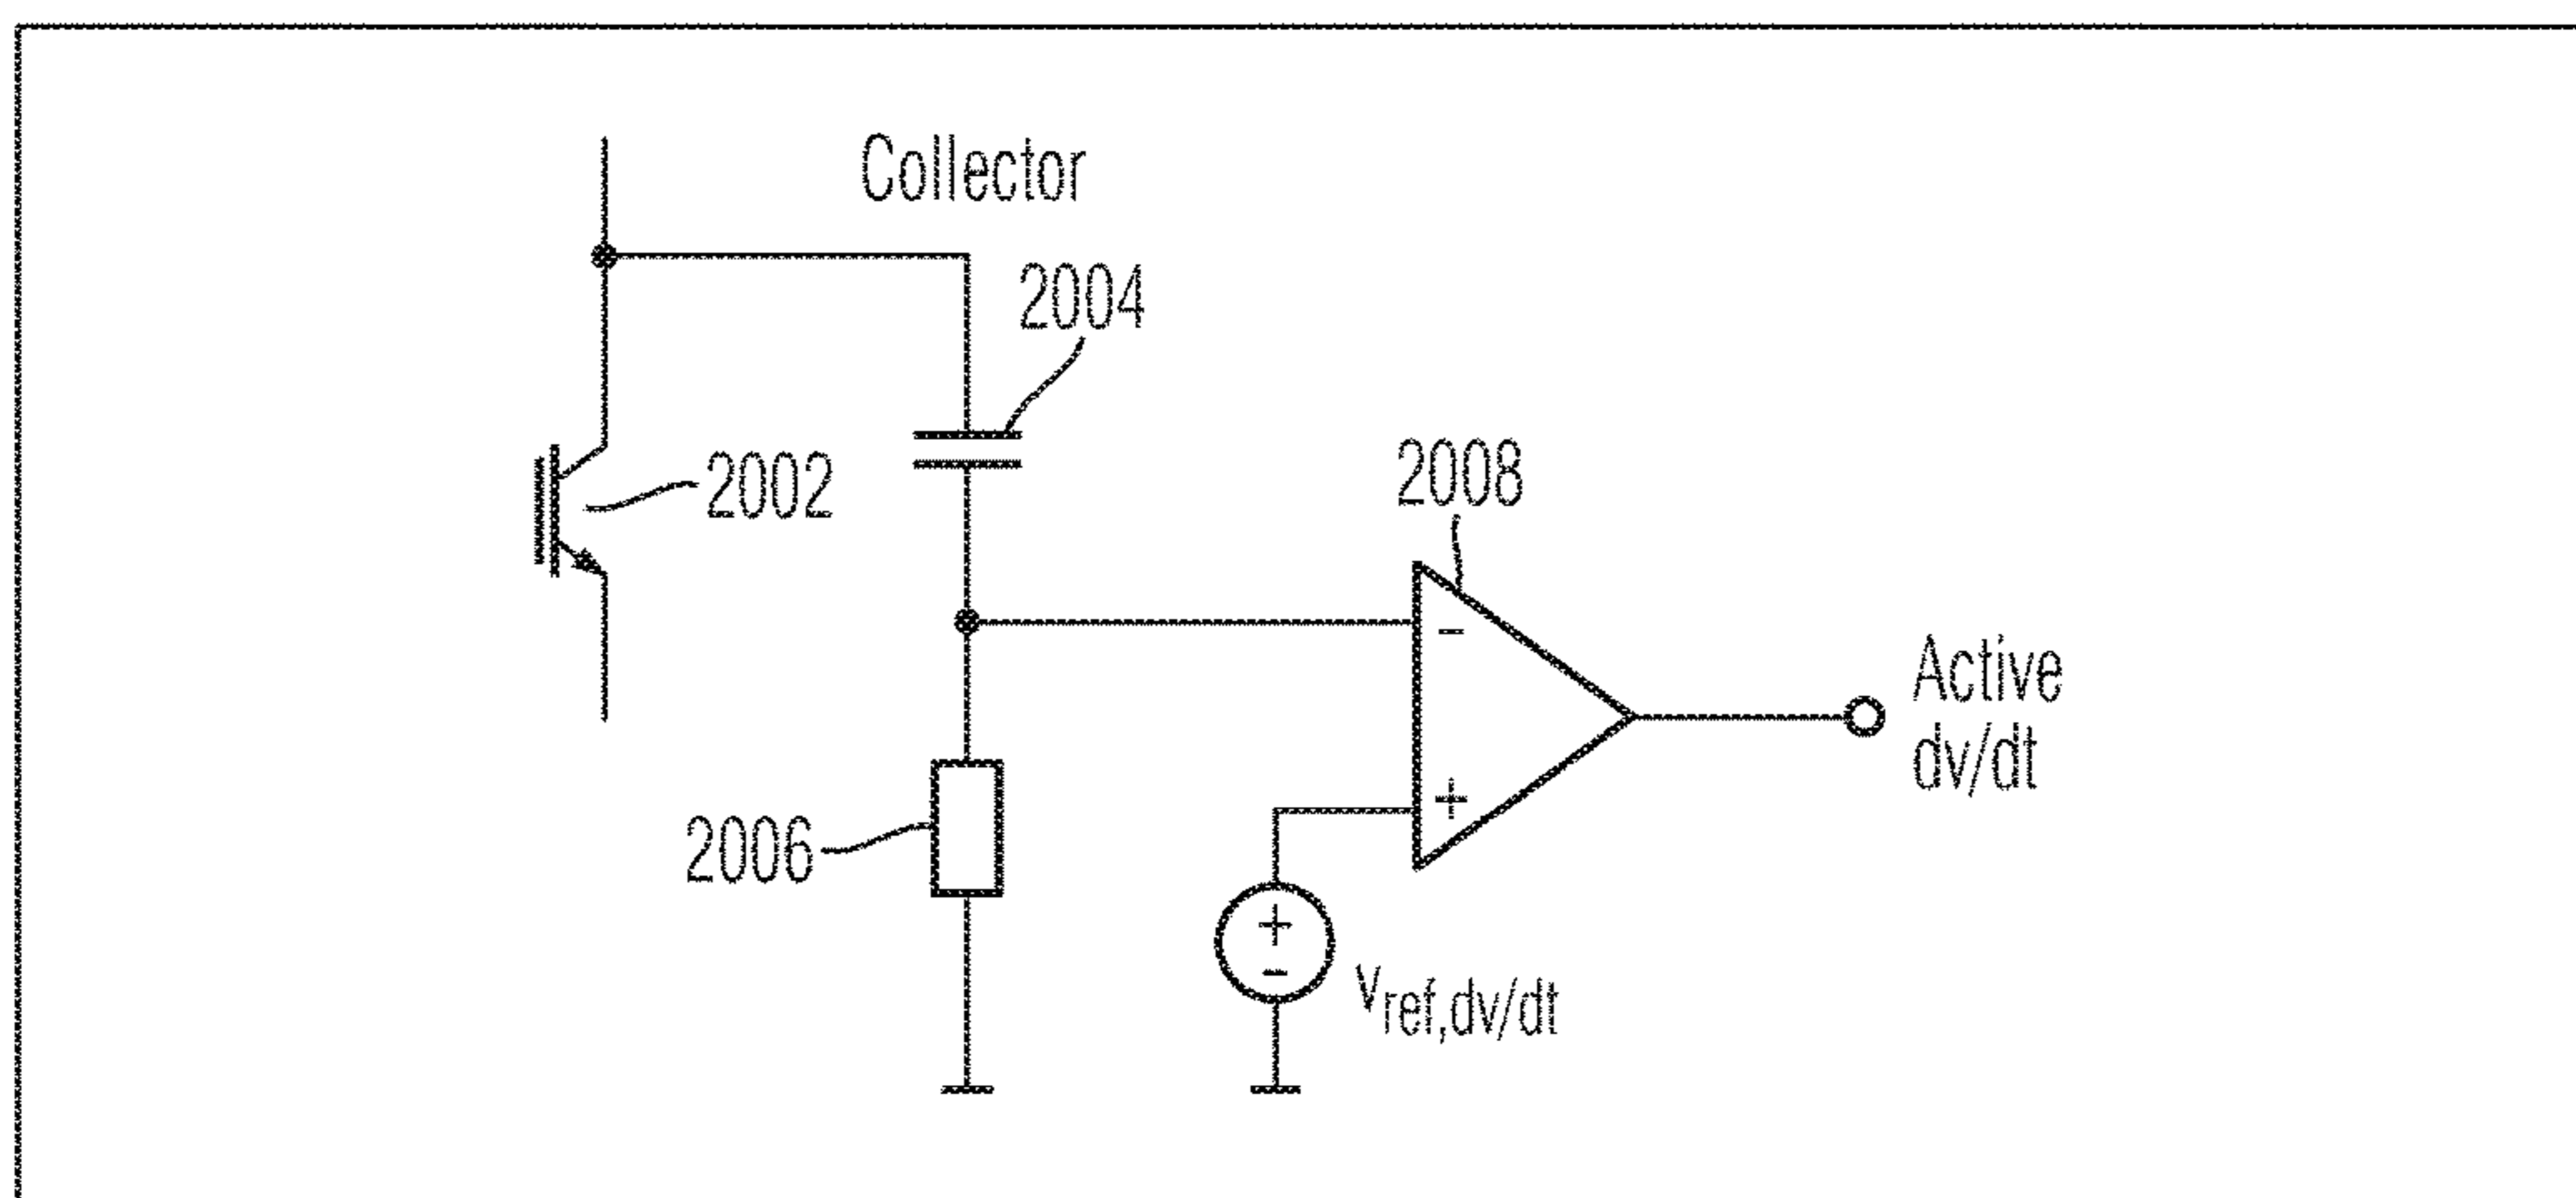 Collector
2004
2002
2008
-
Active
dv/dt
+
2006
+
-
vref,dv/dt